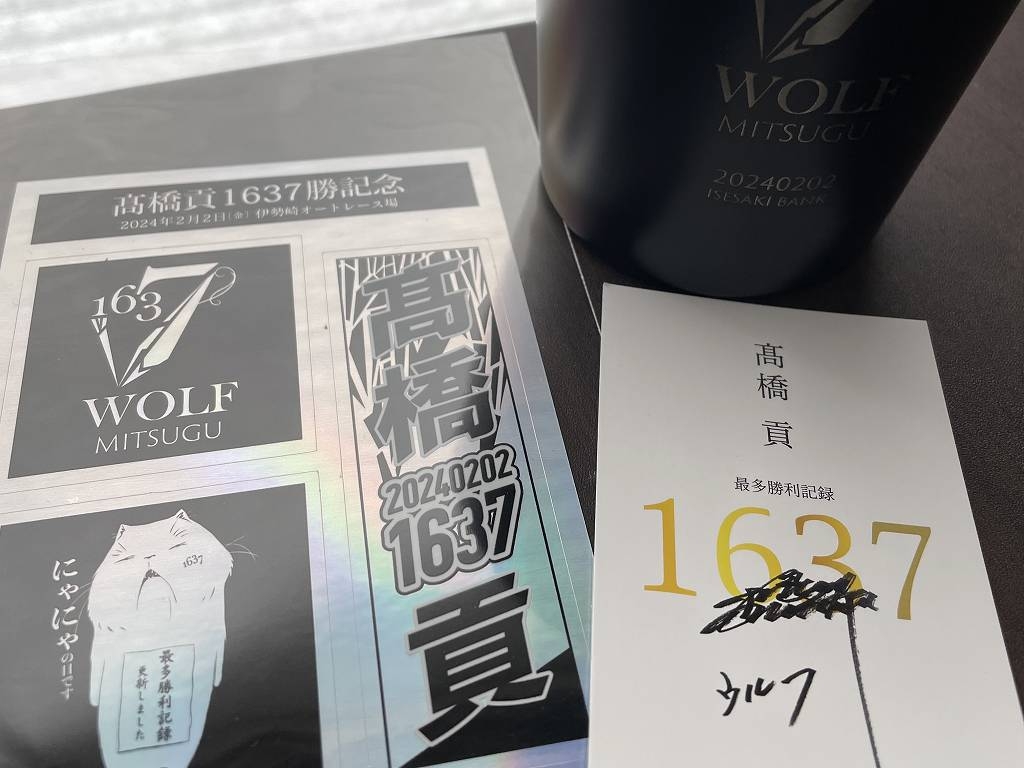 髙橋貢1637勝記念
2024年2月2日(金) 伊勢崎オートレース場
1637
WOLF
MITSUGU
髙橋
20240202
1637
貢
にゃにゃの日です
1637
最多勝利記録
更新しました
WOLF
MITSUGU
20240202
ISESAKI BANK
髙橋 貢
最多勝利記録
1637
ウルフ